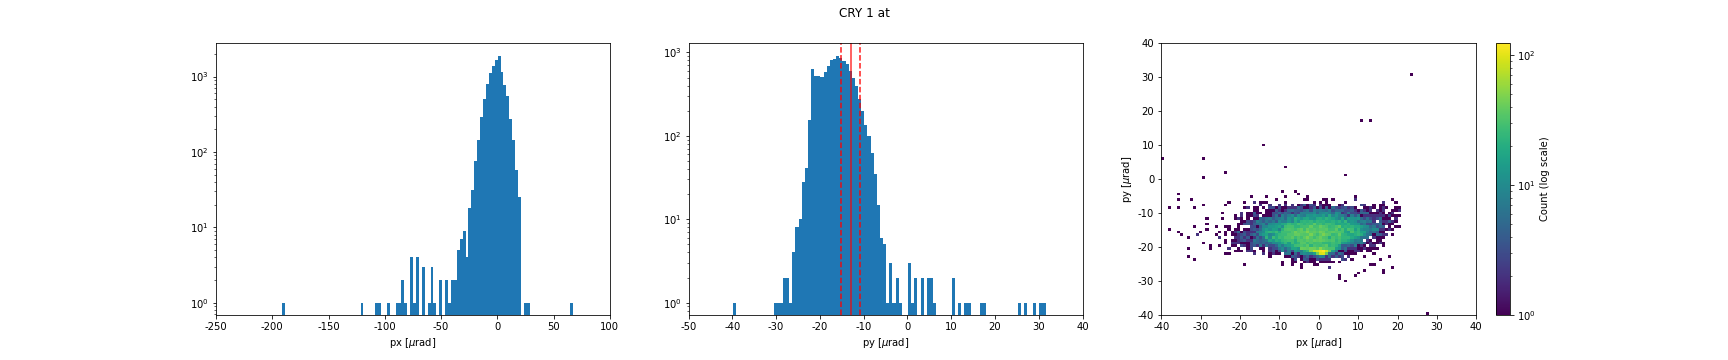 CRY 1 at
10³
10²
10¹
10⁰
-250 -200 -150 -100 -50 0 50 100
px [μrad]
10³
10²
10¹
10⁰
-50 -40 -30 -20 -10 0 10 20 30 40
py [μrad]
40
30
20
10
0
-10
-20
-30
-40
py [μrad]
-40 -30 -20 -10 0 10 20 30 40
px [μrad]
10²
10¹
10⁰
Count (log scale)